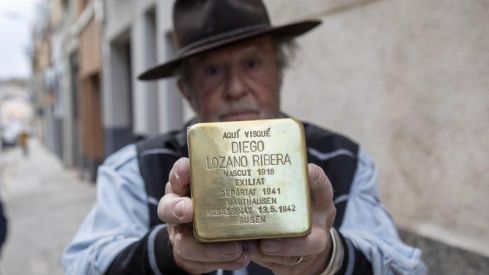 AQUÍ VISQUÉ
DIEGO
LOZANO RIBERA
NASCUT 1916
EXILIAT
DEPORTAT 1941
MAUTHAUSEN
ASSASSINAT 13.5.1942
GUSEN